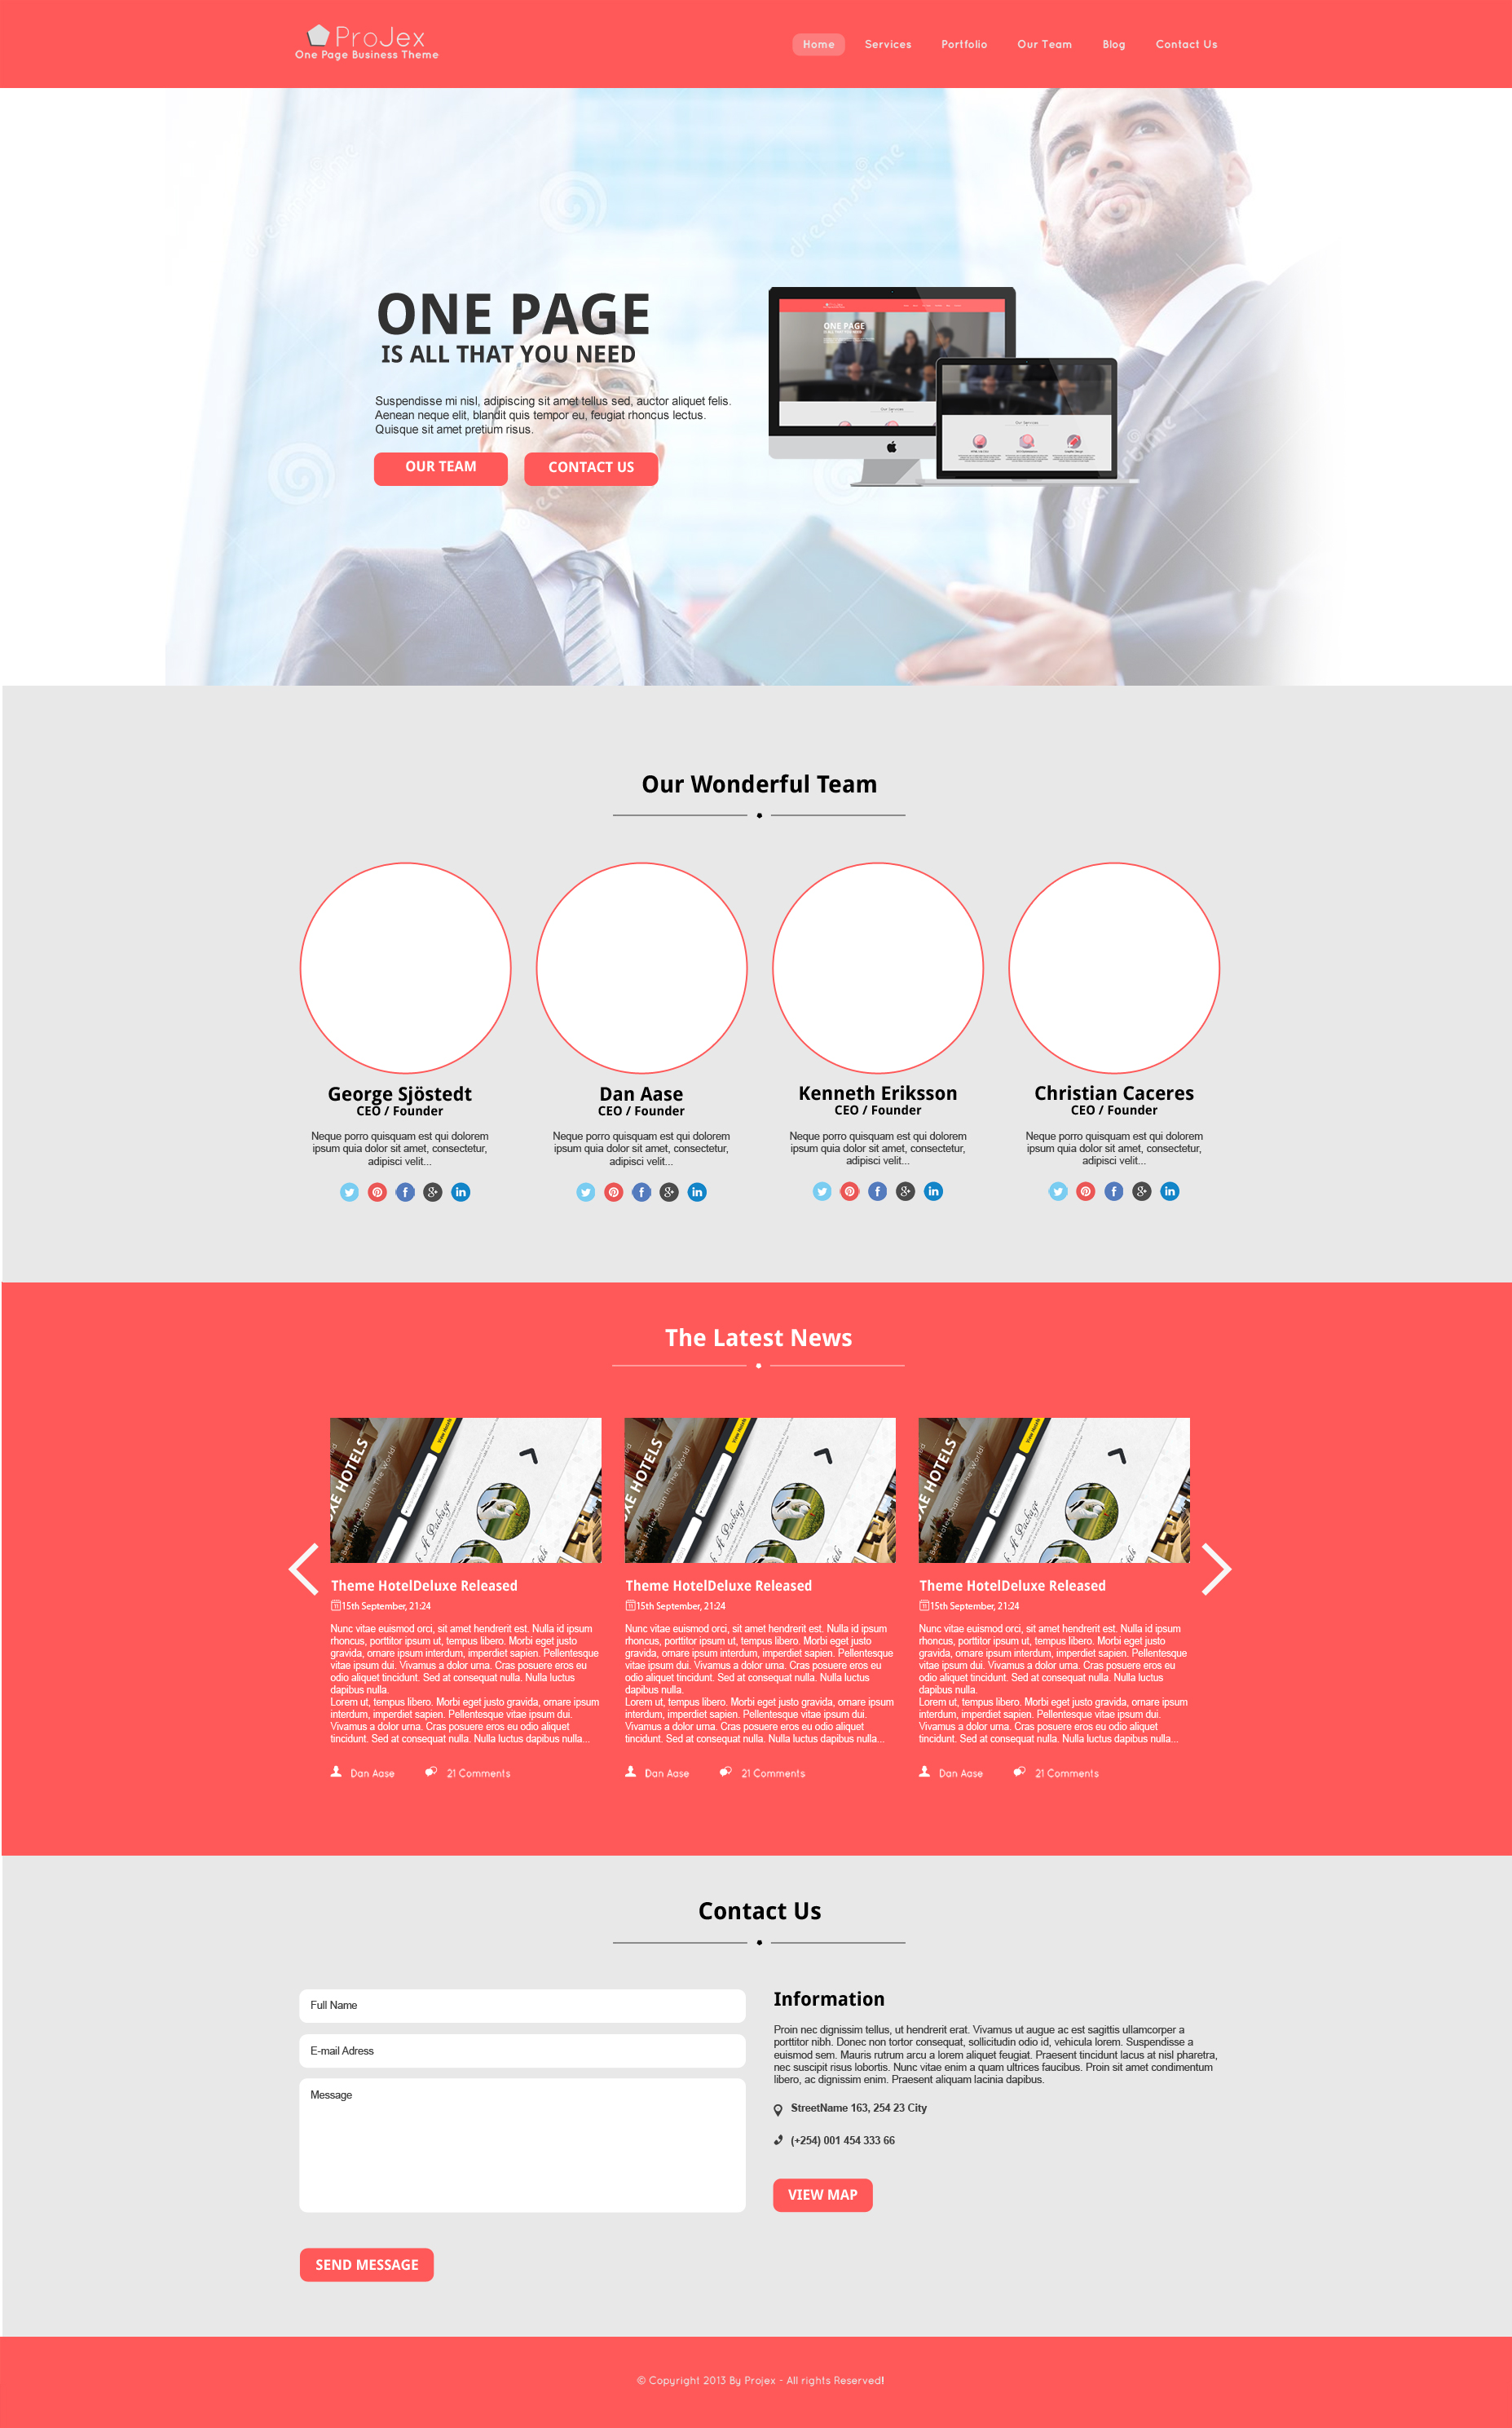 ProJex
One Page Business Theme
Home Services Portfolio Our Team Blog Contact Us
dreamstime
dreamstime
ONE PAGE
IS ALL THAT YOU NEED
Suspendisse mi nisl, adipiscing sit amet tellus sed, auctor aliquet felis.
Aenean neque elit, blandit quis tempor eu, feugiat rhoncus lectus.
Quisque sit amet pretium risus.
OUR TEAM CONTACT US
ONE PAGE
Our Services
Our Services
dreamstime
Our Wonderful Team
George Sjöstedt
CEO / Founder
Neque porro quisquam est qui dolorem
ipsum quia dolor sit amet, consectetur,
adipisci velit...
Dan Aase
CEO / Founder
Neque porro quisquam est qui dolorem
ipsum quia dolor sit amet, consectetur,
adipisci velit...
Kenneth Eriksson
CEO / Founder
Neque porro quisquam est qui dolorem
ipsum quia dolor sit amet, consectetur,
adipisci velit...
Christian Caceres
CEO / Founder
Neque porro quisquam est qui dolorem
ipsum quia dolor sit amet, consectetur,
adipisci velit...
The Latest News
XE HOTELS
Theme HotelDeluxe Released
15th September, 21:24
Nunc vitae euismod orci, sit amet hendrerit est. Nulla id ipsum
rhoncus, porttitor ipsum ut, tempus libero. Morbi eget justo
gravida, ornare ipsum interdum, imperdiet sapien. Pellentesque
vitae ipsum dui. Vivamus a dolor urna. Cras posuere eros eu
odio aliquet tincidunt. Sed at consequat nulla. Nulla luctus
dapibus nulla.
Lorem ut, tempus libero. Morbi eget justo gravida, ornare ipsum
interdum, imperdiet sapien. Pellentesque vitae ipsum dui.
Vivamus a dolor urna. Cras posuere eros eu odio aliquet
tincidunt. Sed at consequat nulla. Nulla luctus dapibus nulla...
Dan Aase 21 Comments
XE HOTELS
Theme HotelDeluxe Released
15th September, 21:24
Nunc vitae euismod orci, sit amet hendrerit est. Nulla id ipsum
rhoncus, porttitor ipsum ut, tempus libero. Morbi eget justo
gravida, ornare ipsum interdum, imperdiet sapien. Pellentesque
vitae ipsum dui. Vivamus a dolor urna. Cras posuere eros eu
odio aliquet tincidunt. Sed at consequat nulla. Nulla luctus
dapibus nulla.
Lorem ut, tempus libero. Morbi eget justo gravida, ornare ipsum
interdum, imperdiet sapien. Pellentesque vitae ipsum dui.
Vivamus a dolor urna. Cras posuere eros eu odio aliquet
tincidunt. Sed at consequat nulla. Nulla luctus dapibus nulla...
Dan Aase 21 Comments
XE HOTELS
Theme HotelDeluxe Released
15th September, 21:24
Nunc vitae euismod orci, sit amet hendrerit est. Nulla id ipsum
rhoncus, porttitor ipsum ut, tempus libero. Morbi eget justo
gravida, ornare ipsum interdum, imperdiet sapien. Pellentesque
vitae ipsum dui. Vivamus a dolor urna. Cras posuere eros eu
odio aliquet tincidunt. Sed at consequat nulla. Nulla luctus
dapibus nulla.
Lorem ut, tempus libero. Morbi eget justo gravida, ornare ipsum
interdum, imperdiet sapien. Pellentesque vitae ipsum dui.
Vivamus a dolor urna. Cras posuere eros eu odio aliquet
tincidunt. Sed at consequat nulla. Nulla luctus dapibus nulla...
Dan Aase 21 Comments
Contact Us
Full Name
E-mail Adress
Message
SEND MESSAGE
Information
Proin nec dignissim tellus, ut hendrerit erat. Vivamus ut augue ac est sagittis ullamcorper a
porttitor nibh. Donec non tortor consequat, sollicitudin odio id, vehicula lorem. Suspendisse a
euismod sem. Mauris rutrum arcu a lorem aliquet feugiat. Praesent tincidunt lacus at nisl pharetra,
nec suscipit risus lobortis. Nunc vitae enim a quam ultrices faucibus. Proin sit amet condimentum
libero, ac dignissim enim. Praesent aliquam lacinia dapibus.
StreetName 163, 254 23 City
(+254) 001 454 333 66
VIEW MAP
© Copyright 2013 By Projex - All rights Reserved!